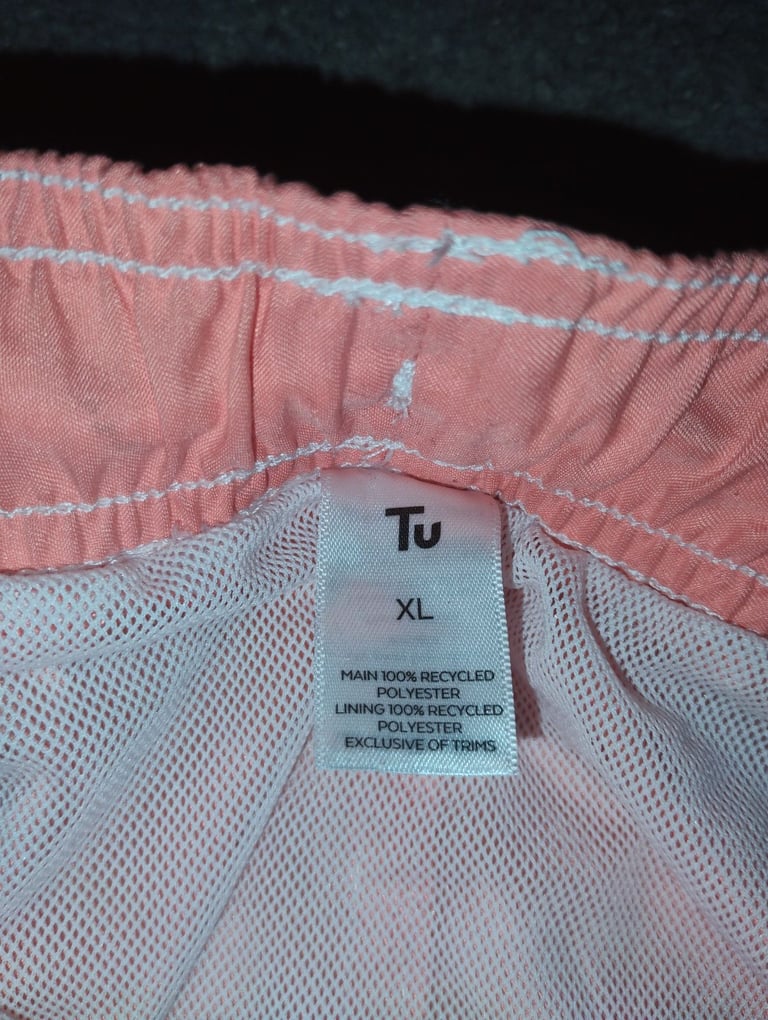 Tu
XL
MAIN 100% RECYCLED
POLYESTER
LINING 100% RECYCLED
POLYESTER
EXCLUSIVE OF TRIMS